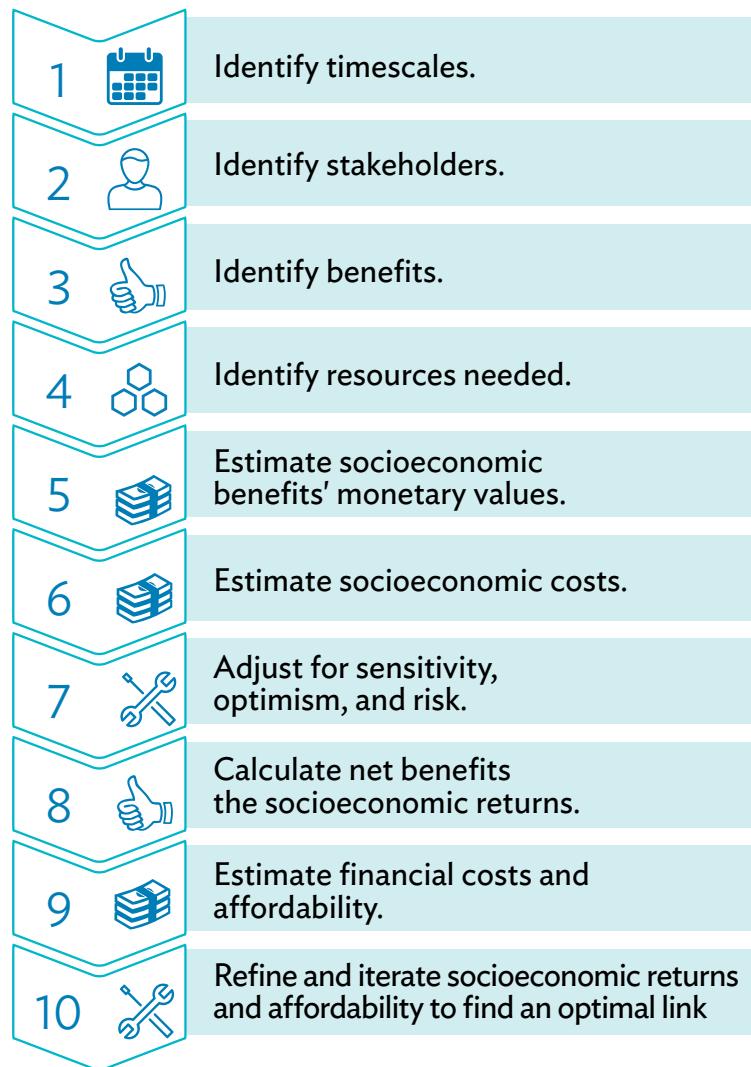 1
Identify timescales.
2
Identify stakeholders.
3
Identify benefits.
4
Identify resources needed.
5
Estimate socioeconomic
benefits' monetary values.
6
Estimate socioeconomic costs.
7
Adjust for sensitivity,
optimism, and risk.
8
Calculate net benefits
the socioeconomic returns.
9
Estimate financial costs and
affordability.
10
Refine and iterate socioeconomic returns
and affordability to find an optimal link